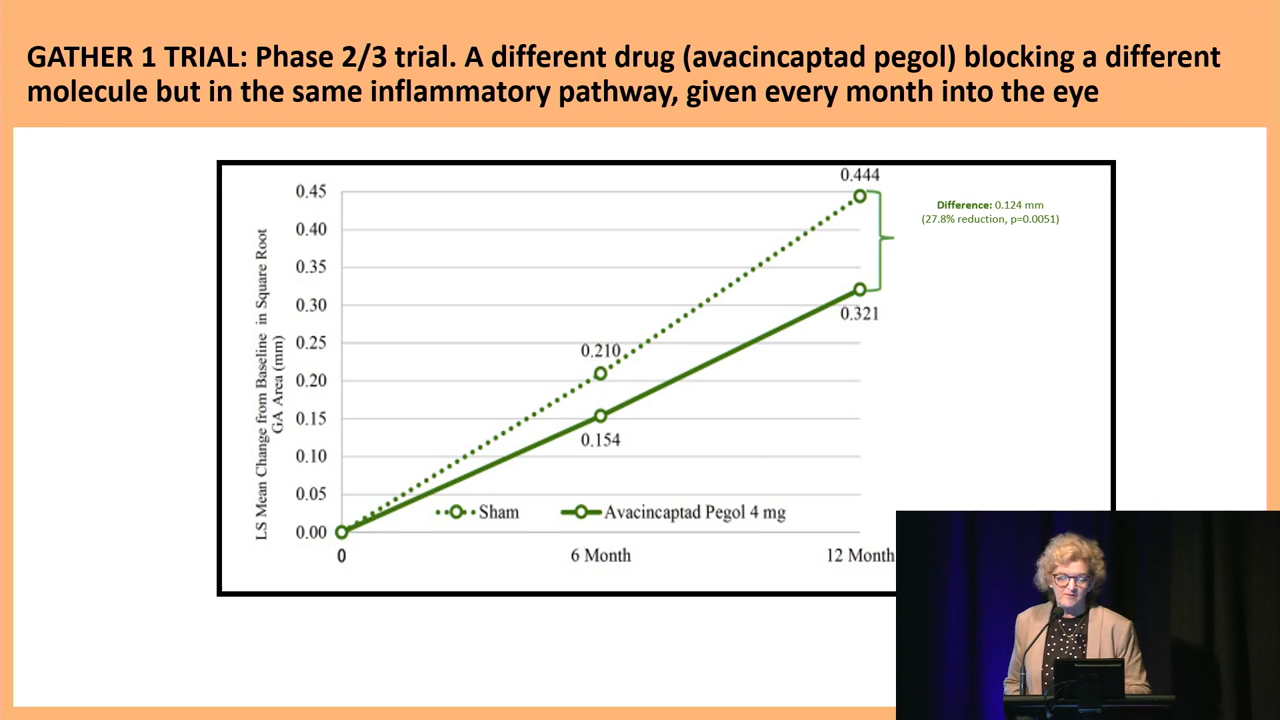 GATHER 1 TRIAL: Phase 2/3 trial. A different drug (avacincaptad pegol) blocking a different
molecule but in the same inflammatory pathway, given every month into the eye
0.444
0.45
0.40
0.35
0.30
0.25
0.20
0.15
0.10
0.05
0.00
LS Mean Change from Baseline in Square Root
GA Area (mm)
Difference: 0.124 mm
(27.8% reduction, p=0.0051)
0.321
0.210
0.154
Sham
Avacincaptad Pegol 4 mg
0
6 Month
12 Month